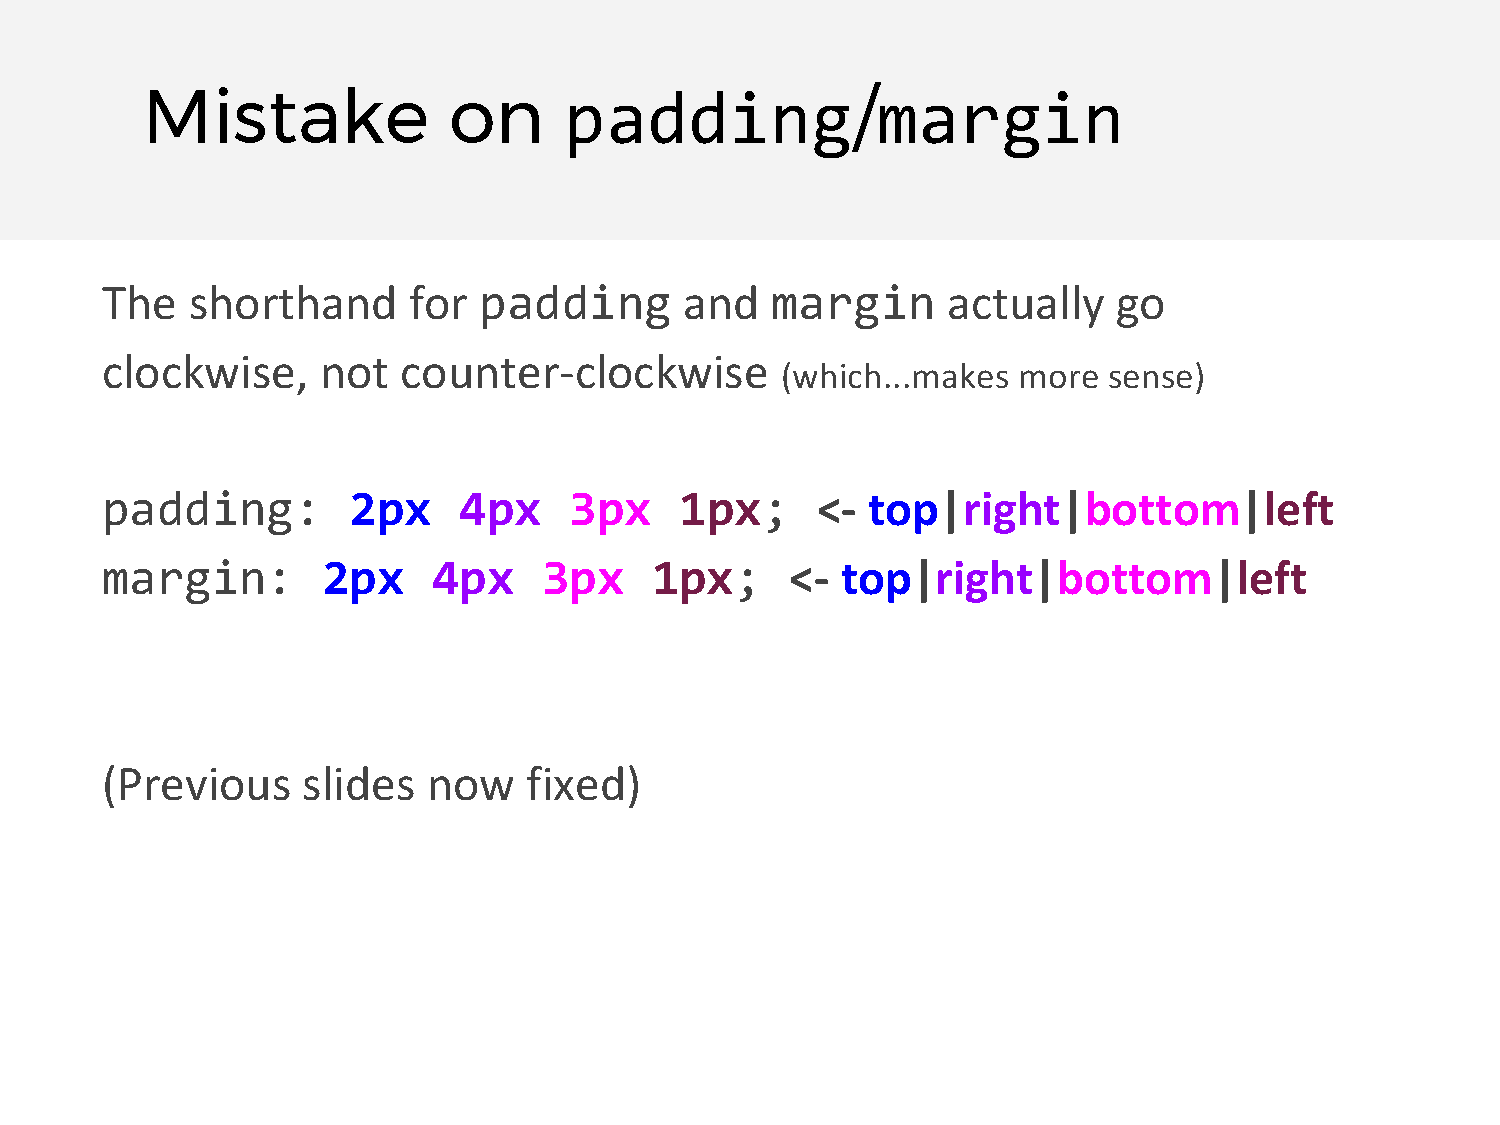 Mistake on padding/margin
The shorthand for padding and margin actually go
clockwise, not counter-clockwise (which...makes more sense)
padding: 2px 4px 3px 1px; <- top|right|bottom|left
margin: 2px 4px 3px 1px; <- top|right|bottom|left
(Previous slides now fixed)